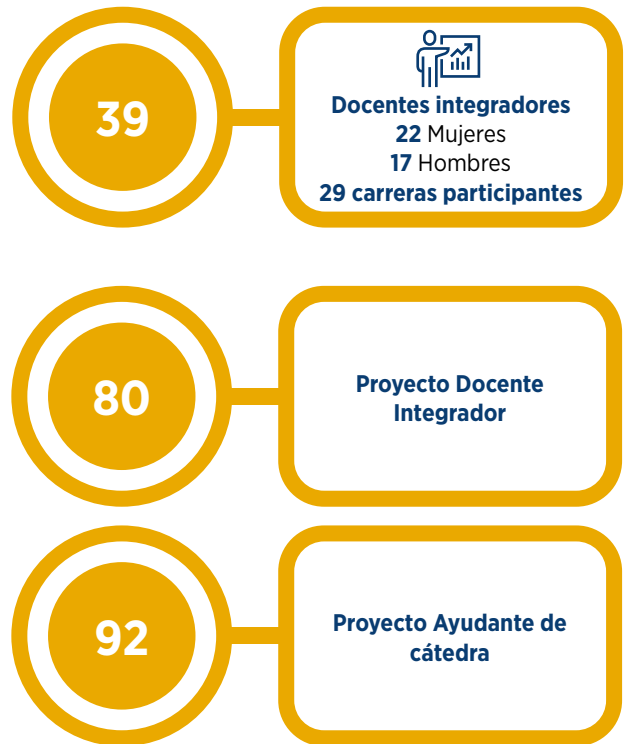 39
Docentes integradores
22 Mujeres
17 Hombres
29 carreras participantes
80
Proyecto Docente
Integrador
92
Proyecto Ayudante de
cátedra